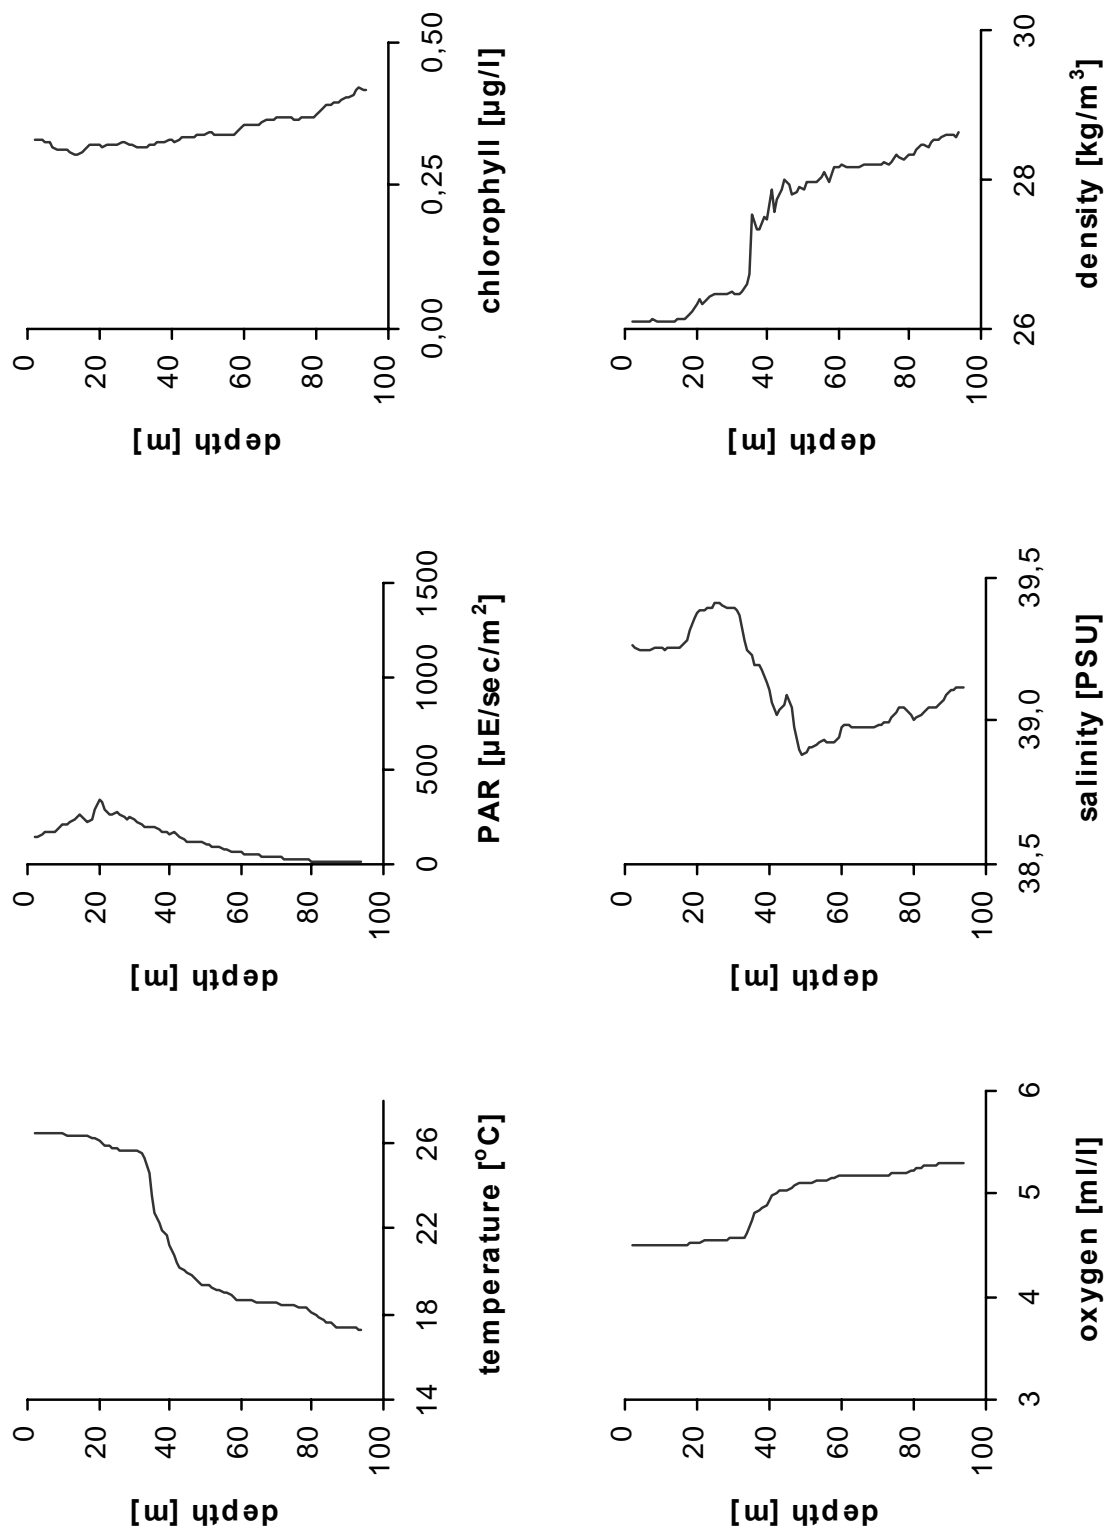 depth [m]
0
20
40
60
80
100
14 18 22 26
temperature [°C]
depth [m]
0
20
40
60
80
100
0 500 1000 1500
PAR [µE/sec/m²]
depth [m]
0
20
40
60
80
100
0,00 0,25 0,50
chlorophyll [µg/l]
depth [m]
0
20
40
60
80
100
3 4 5 6
oxygen [ml/l]
depth [m]
0
20
40
60
80
100
38,5 39,0 39,5
salinity [PSU]
depth [m]
0
20
40
60
80
100
26 28 30
density [kg/m³]